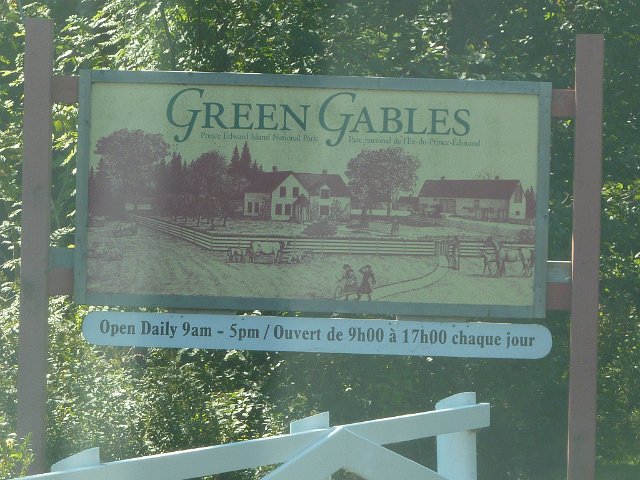 GREEN GABLES
Prince Edward Island National Park Parc national de l'Île-du-Prince-Édouard
Open Daily 9am - 5pm / Ouvert de 9h00 à 17h00 chaque jour